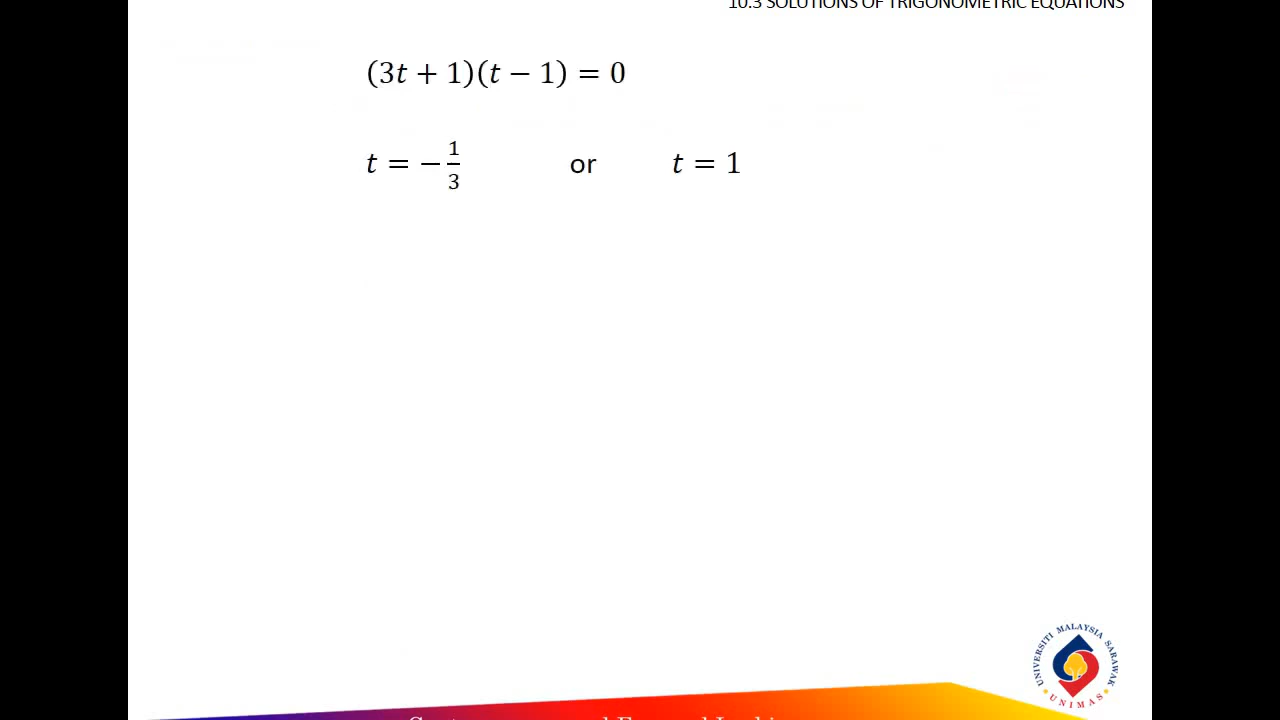 10.3 SOLUTIONS OF TRIGONOMETRIC EQUATIONS
(3𝑡 + 1)(𝑡 − 1) = 0
𝑡 = −1/3 or 𝑡 = 1
UNIVERSITI MALAYSIA SARAWAK
UNIMAS